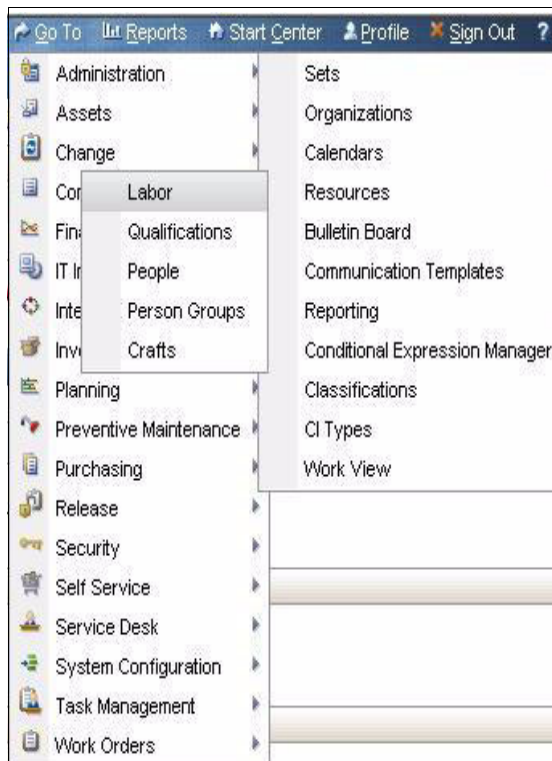 Go To Reports Start Center Profile Sign Out ?
Administration
Assets
Change
Planning
Preventive Maintenance
Purchasing
Release
Security
Self Service
Service Desk
System Configuration
Task Management
Work Orders
Labor
Qualifications
People
Person Groups
Crafts
Sets
Organizations
Calendars
Resources
Bulletin Board
Communication Templates
Reporting
Conditional Expression Manager
Classifications
CI Types
Work View